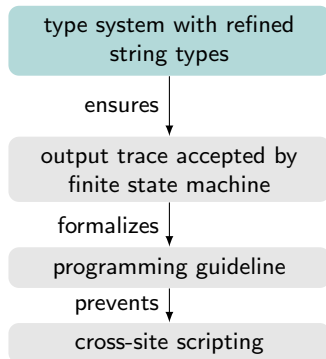 type system with refined
string types
ensures
output trace accepted by
finite state machine
formalizes
programming guideline
prevents
cross-site scripting